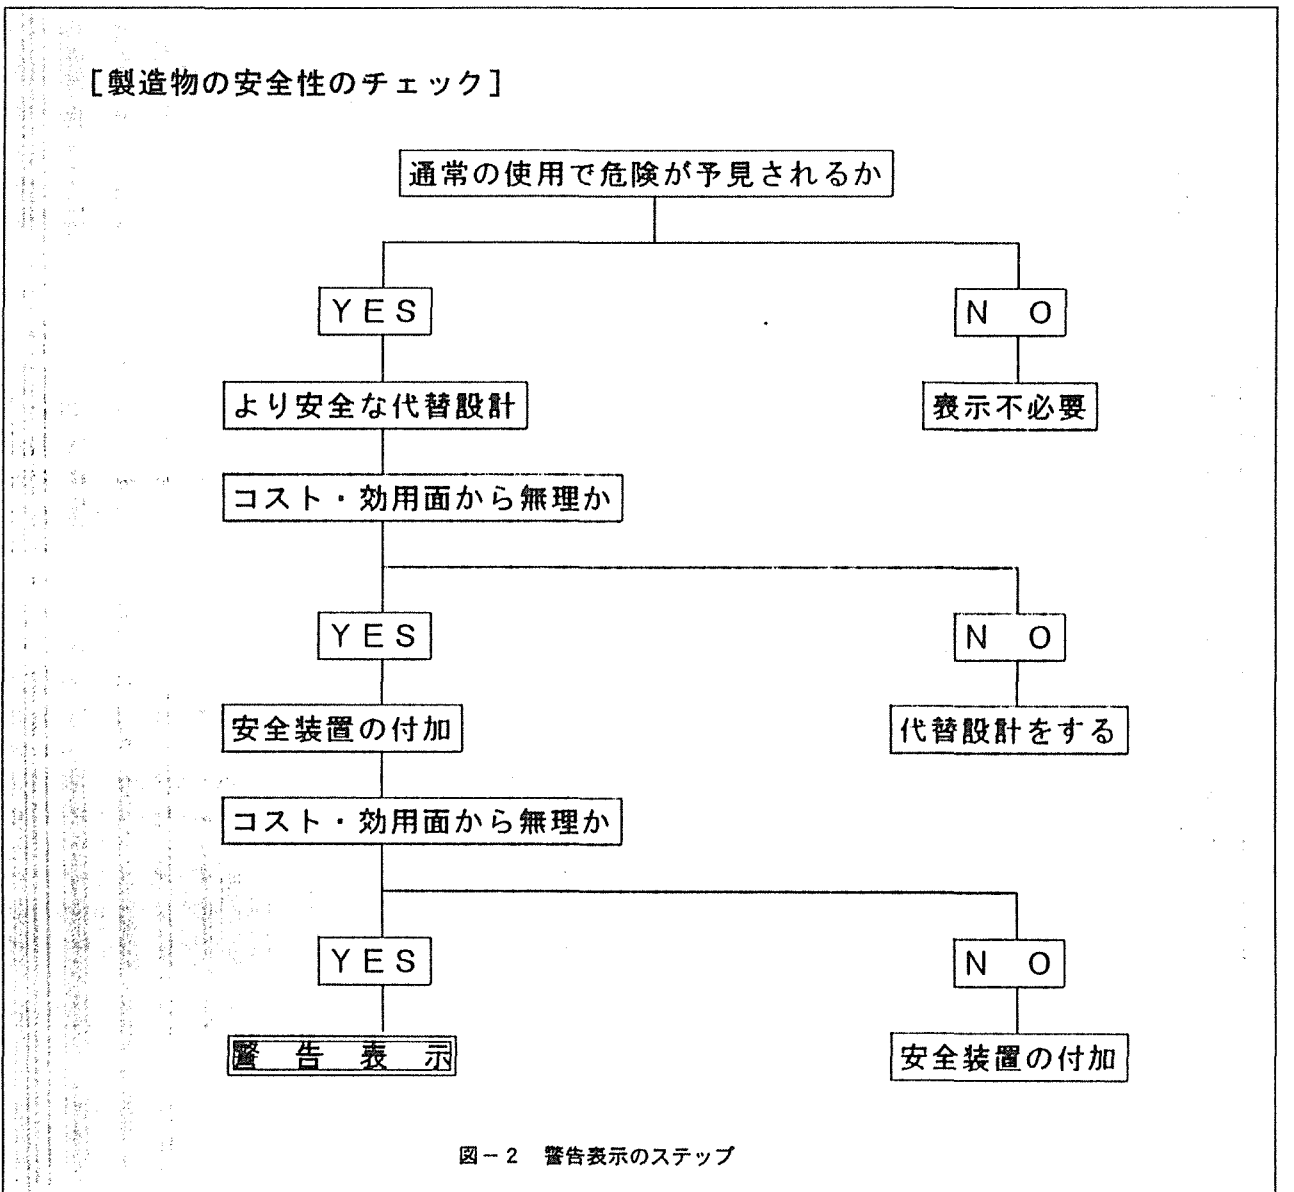 [製造物の安全性のチェック]
通常の使用で危険が予見されるか
YES
NO
より安全な代替設計
表示不必要
コスト・効用面から無理か
YES
NO
安全装置の付加
代替設計をする
コスト・効用面から無理か
YES
NO
警告表示
安全装置の付加
図－2 警告表示のステップ